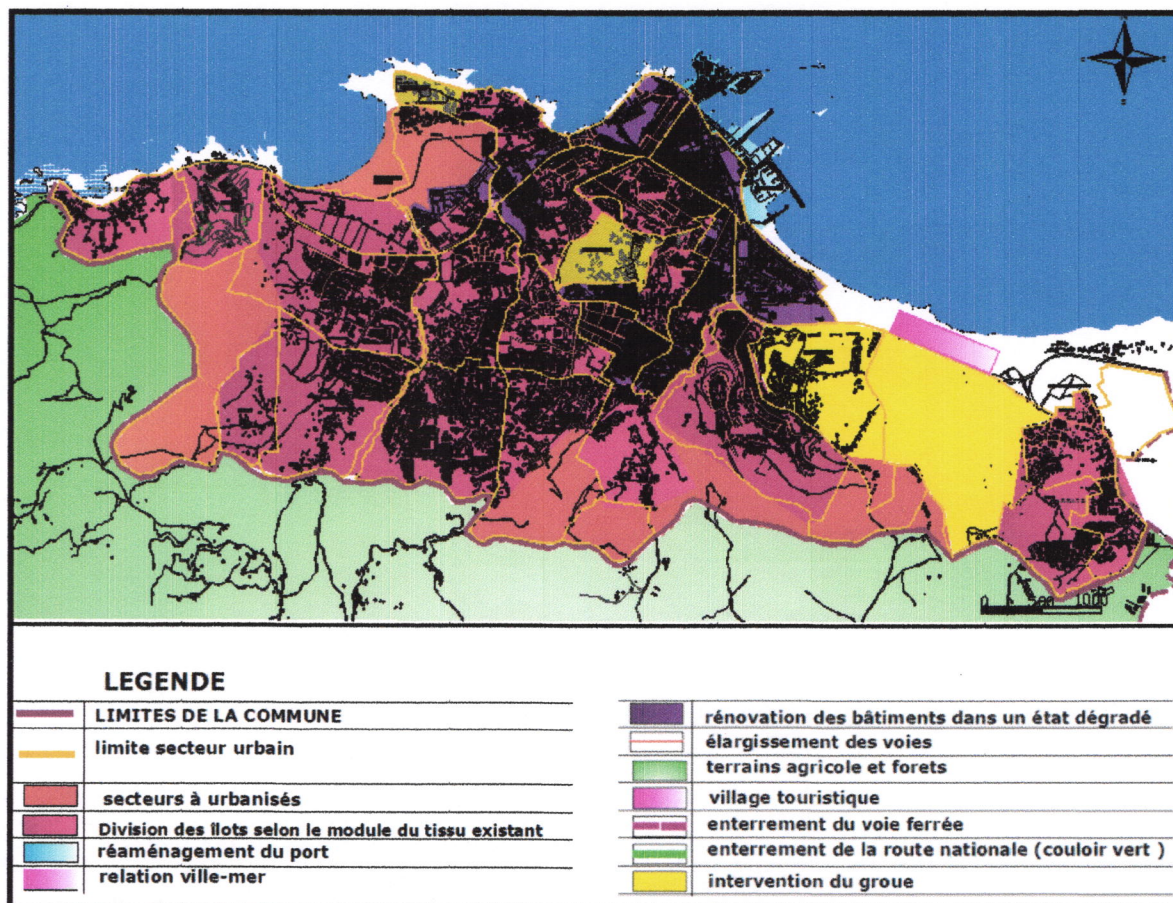 1000
LEGENDE
LIMITES DE LA COMMUNE
limite secteur urbain
secteurs à urbanisés
Division des îlots selon le module du tissu existant
réaménagement du port
relation ville-mer
rénovation des bâtiments dans un état dégradé
élargissement des voies
terrains agricole et forets
village touristique
enterrement du voie ferrée
enterrement de la route nationale (couloir vert )
intervention du groue